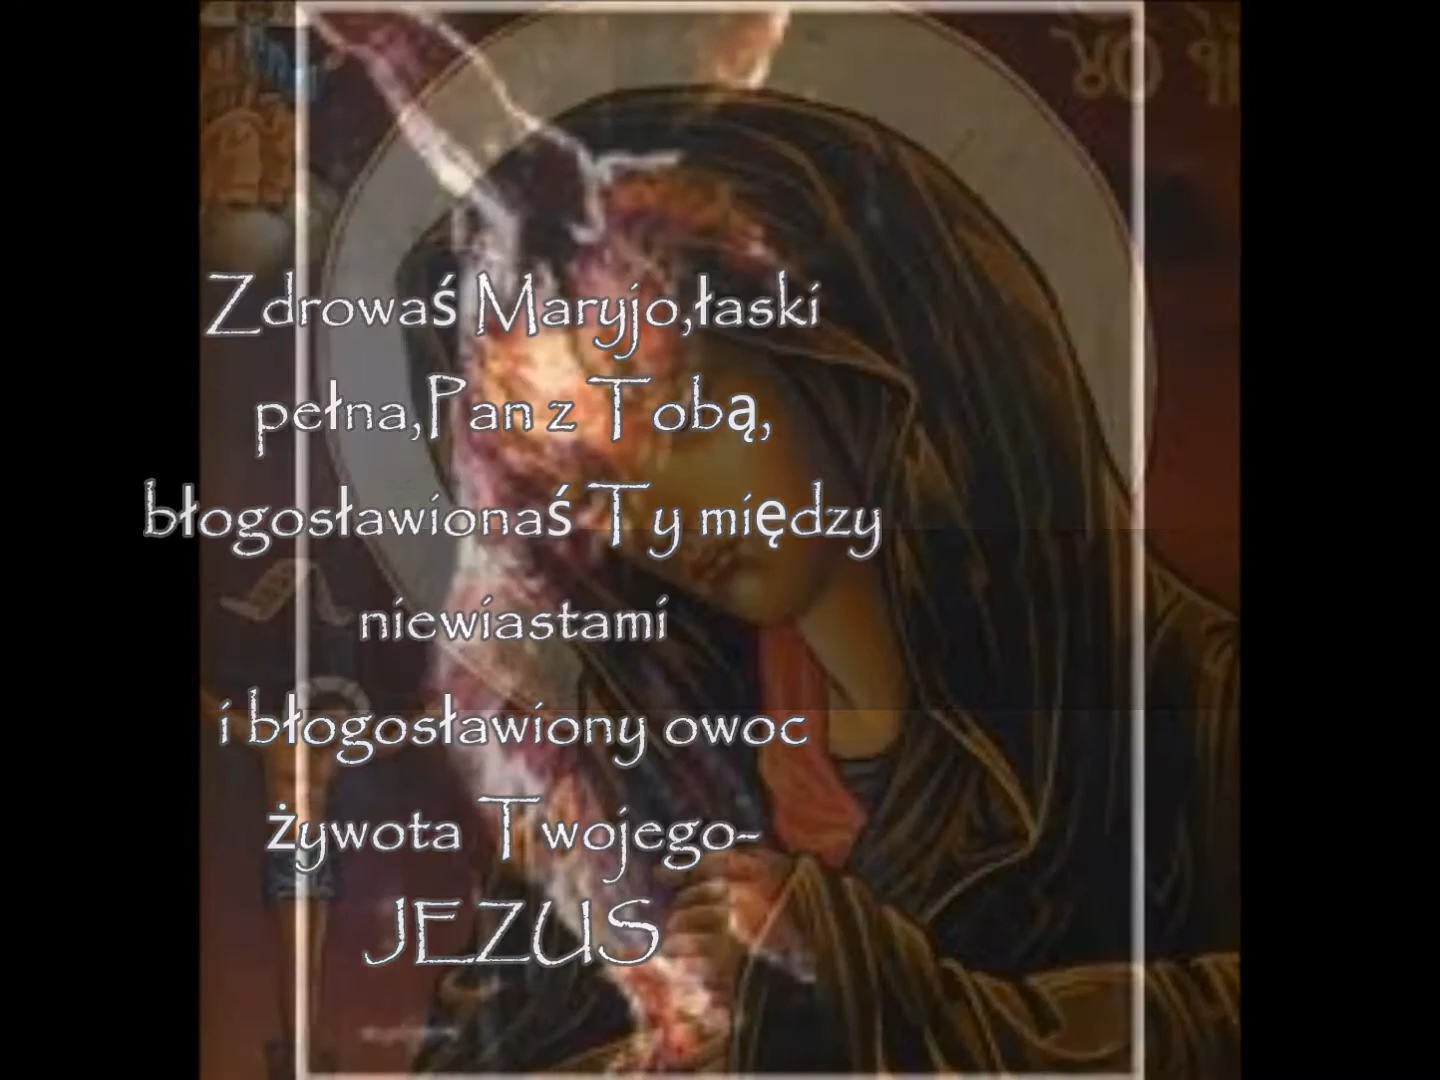 Zdrowaś Maryjo,łaski
pełna,Pan z Tobą,
błogosławionaś Ty między
niewiastami
i błogosławiony owoc
żywota Twojego-
JEZUS